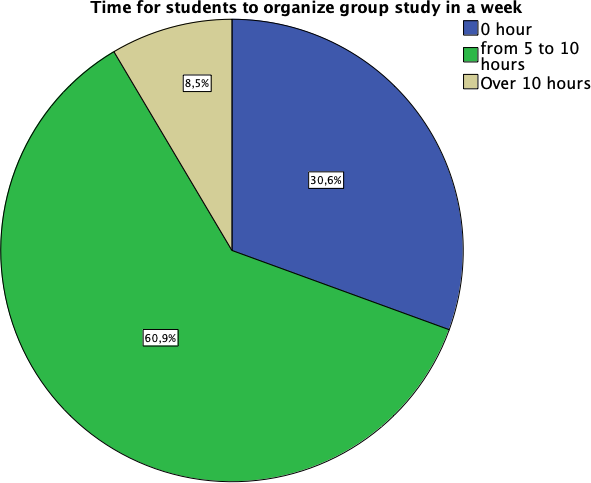 Time for students to organize group study in a week
0 hour
from 5 to 10
hours
Over 10 hours
8,5%
30,6%
60,9%